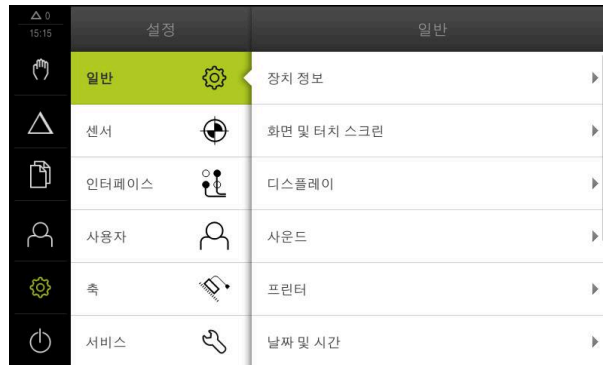 △ 0
15:15
설정
일반
일반
센서
인터페이스
사용자
축
서비스
장치 정보
화면 및 터치 스크린
디스플레이
사운드
프린터
날짜 및 시간